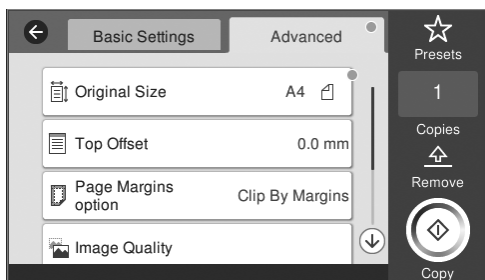 Basic Settings
Advanced
Presets
Original Size
A4
1
Copies
Top Offset
0.0 mm
Remove
Page Margins
option
Clip By Margins
Image Quality
Copy